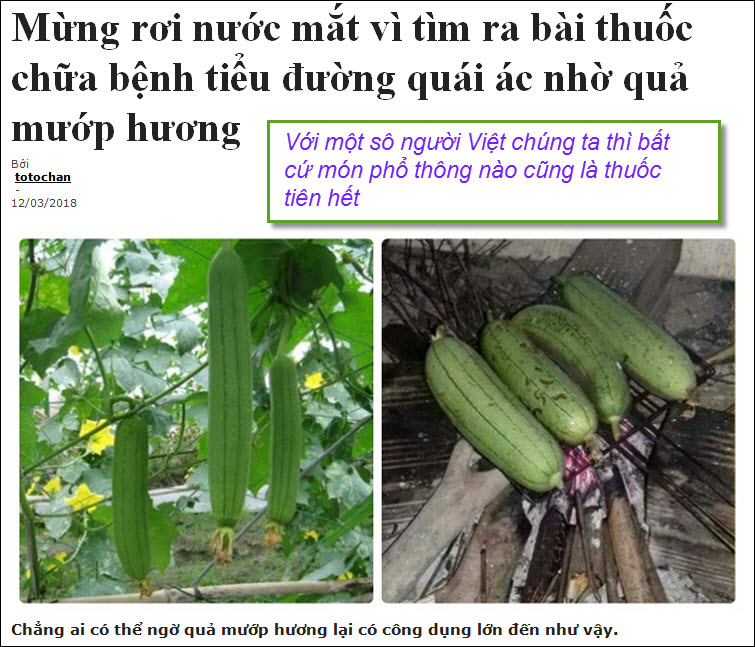 Mừng rơi nước mắt vì tìm ra bài thuốc
chữa bệnh tiểu đường quái ác nhờ quả
mướp hương
Với một sô người Việt chúng ta thì bất
cứ món phổ thông nào cũng là thuốc
tiên hết
Bởi
totochan
-
12/03/2018
Chẳng ai có thể ngờ quả mướp hương lại có công dụng lớn đến như vậy.